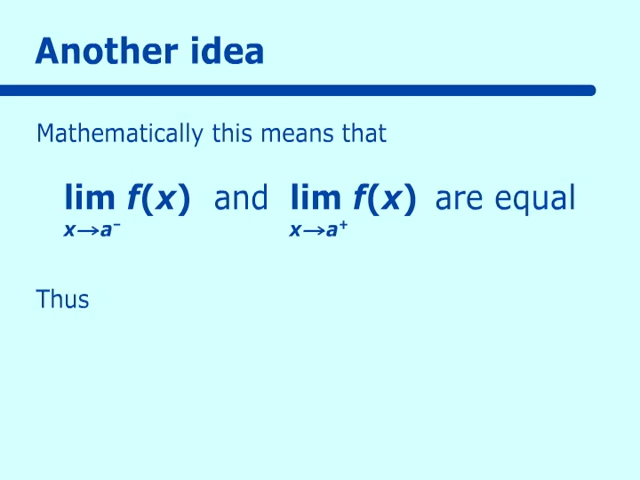 Another idea
Mathematically this means that
lim f(x) and lim f(x) are equal
x→a⁻ x→a⁺
Thus